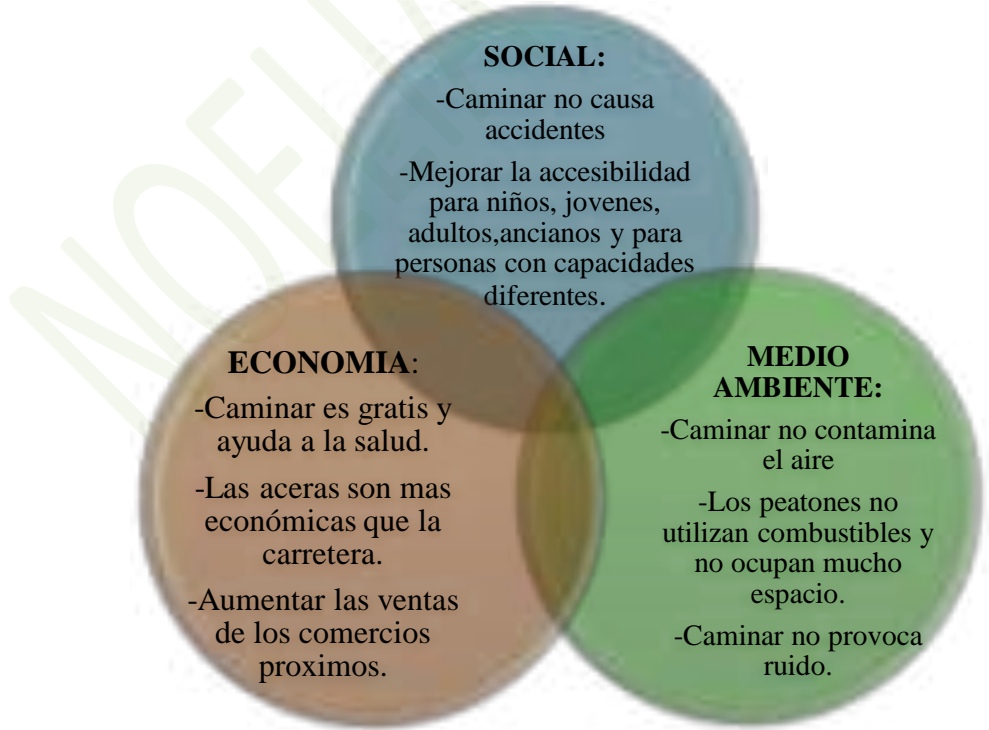 SOCIAL:
-Caminar no causa
accidentes
-Mejorar la accesibilidad
para niños, jovenes,
adultos,ancianos y para
personas con capacidades
diferentes.
ECONOMIA:
-Caminar es gratis y
ayuda a la salud.
-Las aceras son mas
económicas que la
carretera.
-Aumentar las ventas
de los comercios
proximos.
MEDIO
AMBIENTE:
-Caminar no contamina
el aire
-Los peatones no
utilizan combustibles y
no ocupan mucho
espacio.
-Caminar no provoca
ruido.